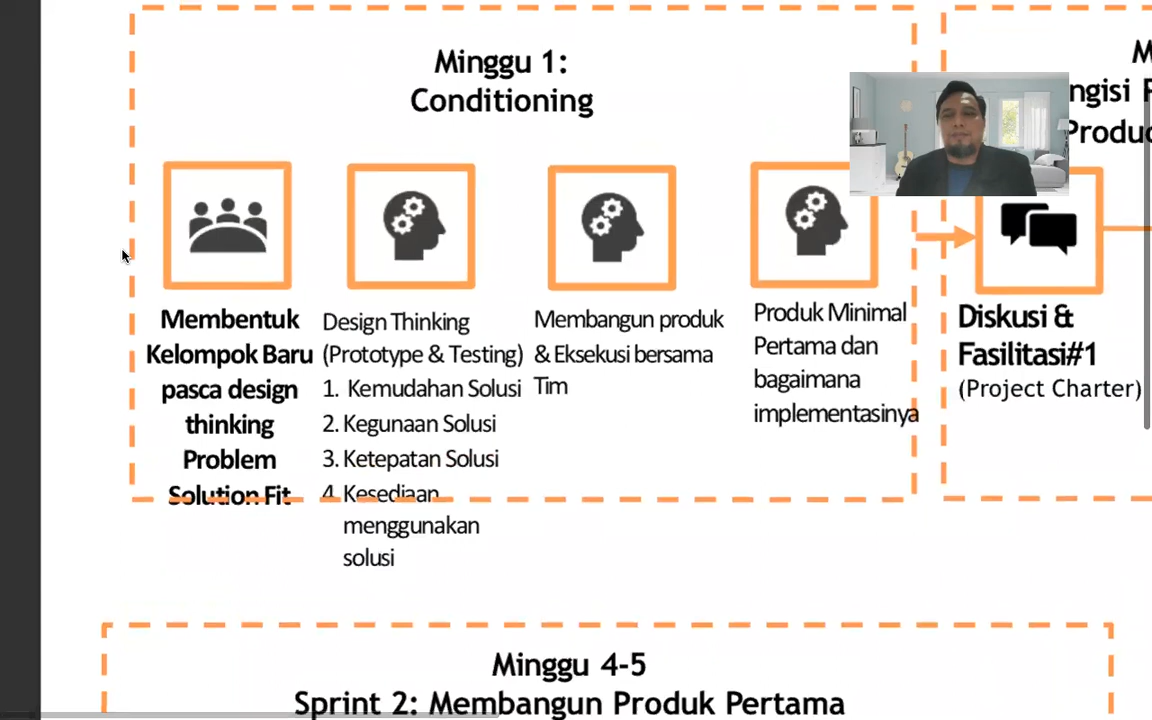 Minggu 1:
Conditioning
Membentuk
Kelompok Baru
pasca design
thinking
Problem
Solution Fit
Design Thinking
(Prototype & Testing)
1. Kemudahan Solusi
2. Kegunaan Solusi
3. Ketepatan Solusi
4. Kesediaan
menggunakan
solusi
Membangun produk
& Eksekusi bersama
Tim
Produk Minimal
Pertama dan
bagaimana
implementasinya
M
ngisi P
Produc
Diskusi &
Fasilitasi#1
(Project Charter)
Minggu 4-5
Sprint 2: Membangun Produk Pertama